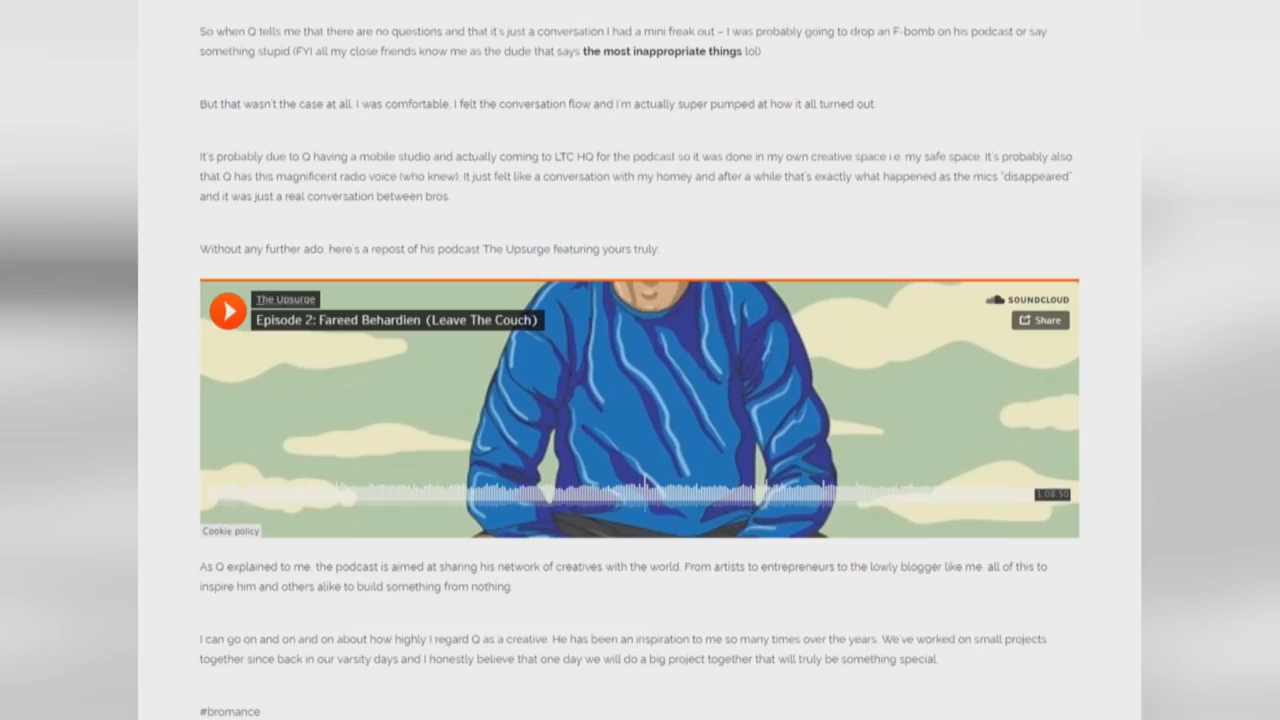 So when Q tells me that there are no questions and that it's just a conversation I had a mini freak out – I was probably going to drop an F-bomb on his podcast or say
something stupid (FYI all my close friends know me as the dude that says the most inappropriate things lol)
But that wasn't the case at all. I was comfortable, I felt the conversation flow and I'm actually super pumped at how it all turned out.
It's probably due to Q having a mobile studio and actually coming to LTC HQ for the podcast so it was done in my own creative space i.e. my safe space. It's probably also
that Q has this magnificent radio voice (who knew). It just felt like a conversation with my homey and after a while that's exactly what happened as the mics "disappeared"
and it was just a real conversation between bros.
Without any further ado, here's a repost of his podcast The Upsurge featuring yours truly:
The Upsurge
SOUNDCLOUD
Episode 2: Fareed Behardien (Leave The Couch)
Share
1:08:50
Cookie policy
As Q explained to me, the podcast is aimed at sharing his network of creatives with the world. From artists to entrepreneurs to the lowly blogger like me, all of this to
inspire him and others alike to build something from nothing.
I can go on and on and on about how highly I regard Q as a creative. He has been an inspiration to me so many times over the years. We've worked on small projects
together since back in our varsity days and I honestly believe that one day we will do a big project together that will truly be something special.
#bromance